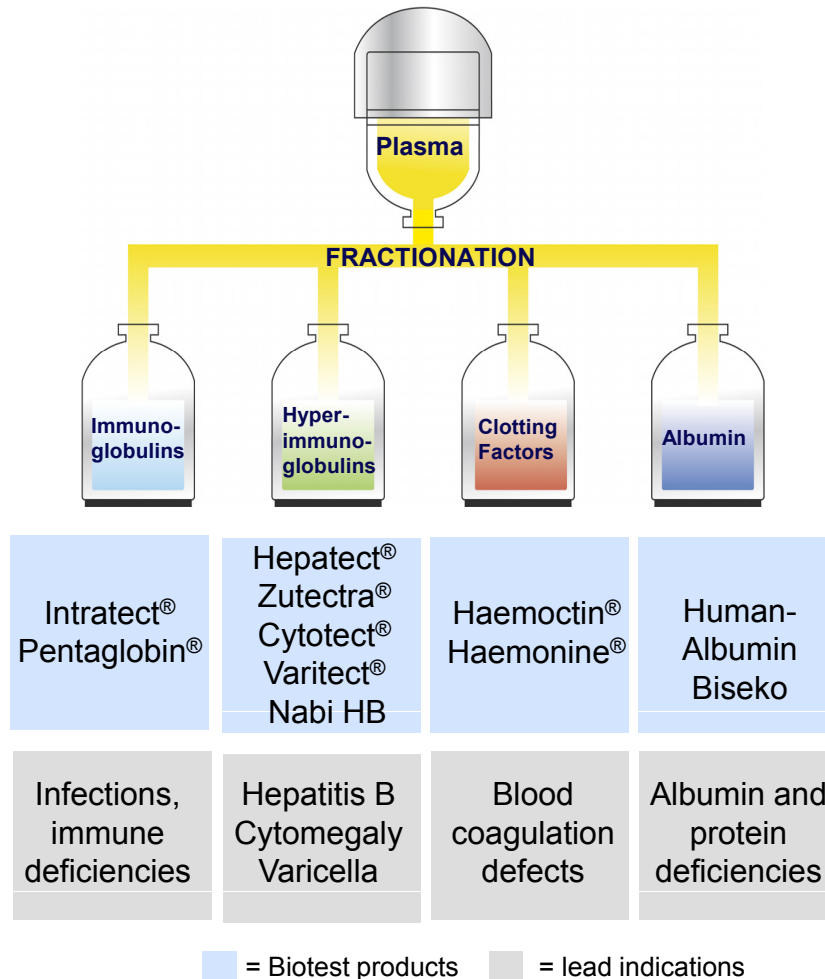 Plasma
FRACTIONATION
Immuno-
globulins
Hyper-
immuno-
globulins
Clotting
Factors
Albumin
Intratect®
Pentaglobin®
Hepatect®
Zutectra®
Cytotect®
Varitect®
Nabi HB
Haemoctin®
Haemonine®
Human-
Albumin
Biseko
Infections,
immune
deficiencies
Hepatitis B
Cytomegaly
Varicella
Blood
coagulation
defects
Albumin and
protein
deficiencies
= Biotest products
= lead indications